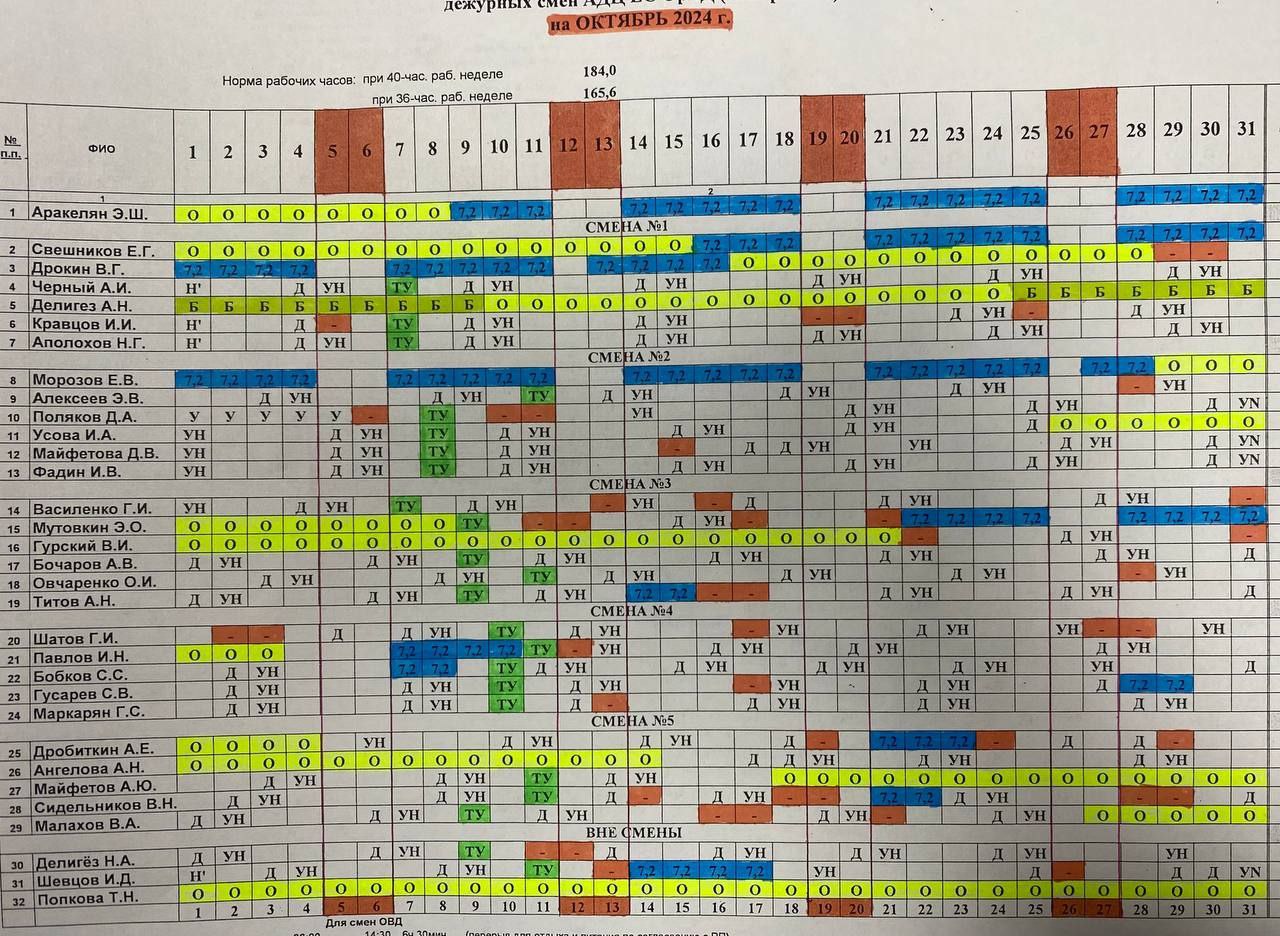 дежурных смен
на ОКТЯБРЬ 2024 г.
Норма рабочих часов: при 40-час. раб. неделе 184,0
при 36-час. раб. неделе 165,6
№ п.п. ФИО 1 2 3 4 5 6 7 8 9 10 11 12 13 14 15 16 17 18 19 20 21 22 23 24 25 26 27 28 29 30 31
1 2
1 Аракелян Э.Ш. О О О О О О О О 7,2 7,2 7,2 7,2 7,2 7,2 7,2 7,2 7,2 7,2 7,2 7,2 7,2 7,2 7,2 7,2 7,2
СМЕНА №1
2 Свешников Е.Г. О О О О О О О О О О О О О О О 7,2 7,2 7,2 7,2 7,2 7,2 7,2 7,2 7,2 7,2 7,2 7,2
3 Дрокин В.Г. 7,2 7,2 7,2 7,2 7,2 7,2 7,2 7,2 7,2 7,2 7,2 7,2 7,2 О О О О О О О О О О О О - -
4 Черный А.И. Н' Д УН ТУ Д УН Д УН Д УН Д УН Д УН
5 Делигез А.Н. Б Б Б Б Б Б Б Б Б О О О О О О О О О О О О О О О Б Б Б Б Б Б Б
6 Кравцов И.И. Н' Д - ТУ Д УН Д УН - - Д УН - Д УН
7 Аполохов Н.Г. Н' Д УН ТУ Д УН Д УН Д УН Д УН Д УН
СМЕНА №2
8 Морозов Е.В. 7,2 7,2 7,2 7,2 7,2 7,2 7,2 7,2 7,2 7,2 7,2 7,2 7,2 7,2 7,2 7,2 7,2 7,2 7,2 7,2 7,2 О О О
9 Алексеев Э.В. Д УН Д УН ТУ Д УН Д УН Д УН - УН
10 Поляков Д.А. У У У У У - ТУ - - УН Д УН Д УН Д УN
11 Усова И.А. УН Д УН ТУ Д УН Д УН Д УН Д О О О О О О
12 Майфетова Д.В. УН Д УН ТУ Д УН - Д Д УН УН Д УН Д УN
13 Фадин И.В. УН Д УН ТУ Д УН Д УН Д УН Д УН Д УN
СМЕНА №3
14 Василенко Г.И. УН Д УН ТУ Д УН - УН - Д УН Д УН -
15 Мутовкин Э.О. О О О О О О О О ТУ - - Д УН - - 7,2 7,2 7,2 7,2 7,2 7,2 7,2 7,2
16 Гурский В.И. О О О О О О О О О О О О О О О О О О О О О - Д УН -
17 Бочаров А.В. Д УН Д УН ТУ Д УН Д УН Д УН Д УН Д
18 Овчаренко О.И. Д УН Д УН ТУ Д УН Д УН Д УН - УН
19 Титов А.Н. Д УН Д УН ТУ Д УН 7,2 7,2 - - Д УН Д УН Д
СМЕНА №4
20 Шатов Г.И. - - Д Д УН ТУ Д УН - УН Д УН УН - - УН
21 Павлов И.Н. О О О 7,2 7,2 7,2 7,2 ТУ - УН Д УН Д УН Д УН
22 Бобков С.С. Д УН 7,2 7,2 ТУ Д УН Д УН Д УН Д УН УН Д
23 Гусарев С.В. Д УН Д УН ТУ Д УН - УН Д УН Д 7,2 7,2
24 Маркарян Г.С. Д УН Д УН ТУ Д - Д УН Д УН Д УН
СМЕНА №5
25 Дробиткин А.Е. О О О О УН Д УН Д УН Д - 7,2 7,2 7,2 - Д Д -
26 Ангелова А.Н. О О О О О О О О О О О О О О Д Д УН Д УН Д УН
27 Майфетов А.Ю. Д УН Д УН ТУ Д УН О О О О О О О О О О О О О О
28 Сидельников В.Н. Д УН Д УН ТУ Д - Д УН - - 7,2 7,2 Д УН - - Д
29 Малахов В.А. Д УН Д УН ТУ Д УН - - Д УН - Д УН О О О О О
ВНЕ СМЕНЫ
30 Делигёз Н.А. Д УН Д УН ТУ - - Д Д УН Д УН Д УН УН
31 Шевцов И.Д. Н' Д УН Д УН ТУ - 7,2 7,2 7,2 7,2 УН Д - Д Д УN
32 Попкова Т.Н. О О О О О О О О О О О О О О О О О О О О О О О О О О О О О О О
1 2 3 4 5 6 7 8 9 10 11 12 13 14 15 16 17 18 19 20 21 22 23 24 25 26 27 28 29 30 31
Для смен ОВД